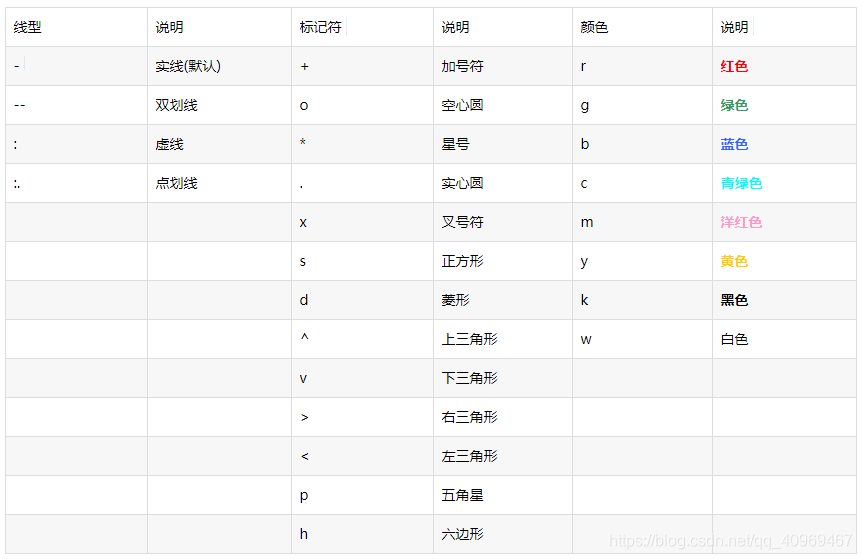 线型 说明 标记符 说明 颜色 说明
- 实线(默认) + 加号符 r 红色
-- 双划线 o 空心圆 g 绿色
: 虚线 * 星号 b 蓝色
:. 点划线 . 实心圆 c 青绿色
x 叉号符 m 洋红色
s 正方形 y 黄色
d 菱形 k 黑色
^ 上三角形 w 白色
v 下三角形
> 右三角形
< 左三角形
p 五角星
h 六边形
https://blog.csdn.net/qq_40969467